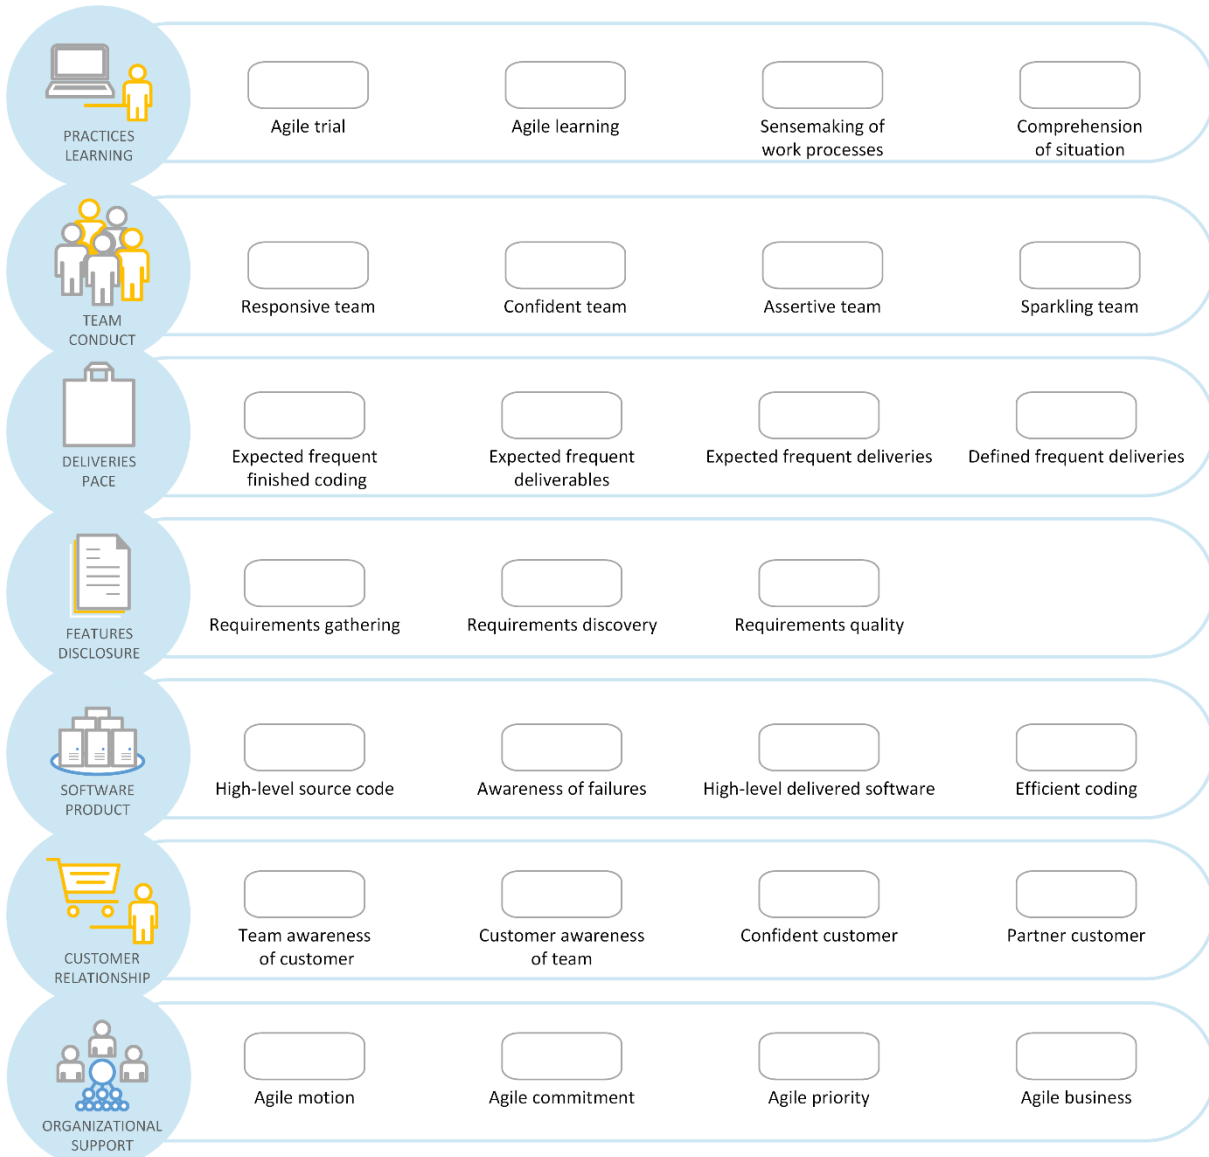 PRACTICES
LEARNING
Agile trial
Agile learning
Sensemaking of
work processes
Comprehension
of situation
TEAM
CONDUCT
Responsive team
Confident team
Assertive team
Sparkling team
DELIVERIES
PACE
Expected frequent
finished coding
Expected frequent
deliverables
Expected frequent deliveries
Defined frequent deliveries
FEATURES
DISCLOSURE
Requirements gathering
Requirements discovery
Requirements quality
SOFTWARE
PRODUCT
High-level source code
Awareness of failures
High-level delivered software
Efficient coding
CUSTOMER
RELATIONSHIP
Team awareness
of customer
Customer awareness
of team
Confident customer
Partner customer
ORGANIZATIONAL
SUPPORT
Agile motion
Agile commitment
Agile priority
Agile business